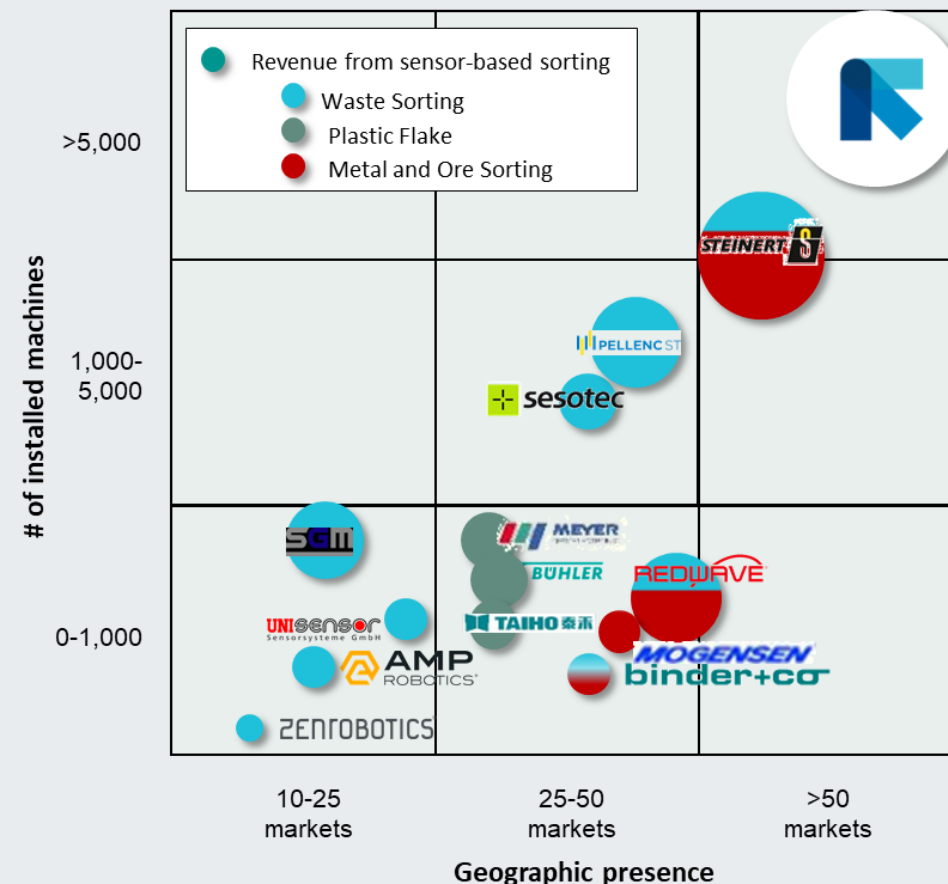 Revenue from sensor-based sorting
Waste Sorting
Plastic Flake
Metal and Ore Sorting
>5,000
STEINERT
# of installed machines
1,000-
5,000
PELLENC ST
sesotec
SGM
MEYER
BÜHLER
REDWAVE
0-1,000
UNISENSOR
Sensorsysteme GmbH
TAIHO 泰禾
AMP
ROBOTICS
MOGENSEN
binder+co
ZENROBOTICS
10-25
markets
25-50
markets
>50
markets
Geographic presence